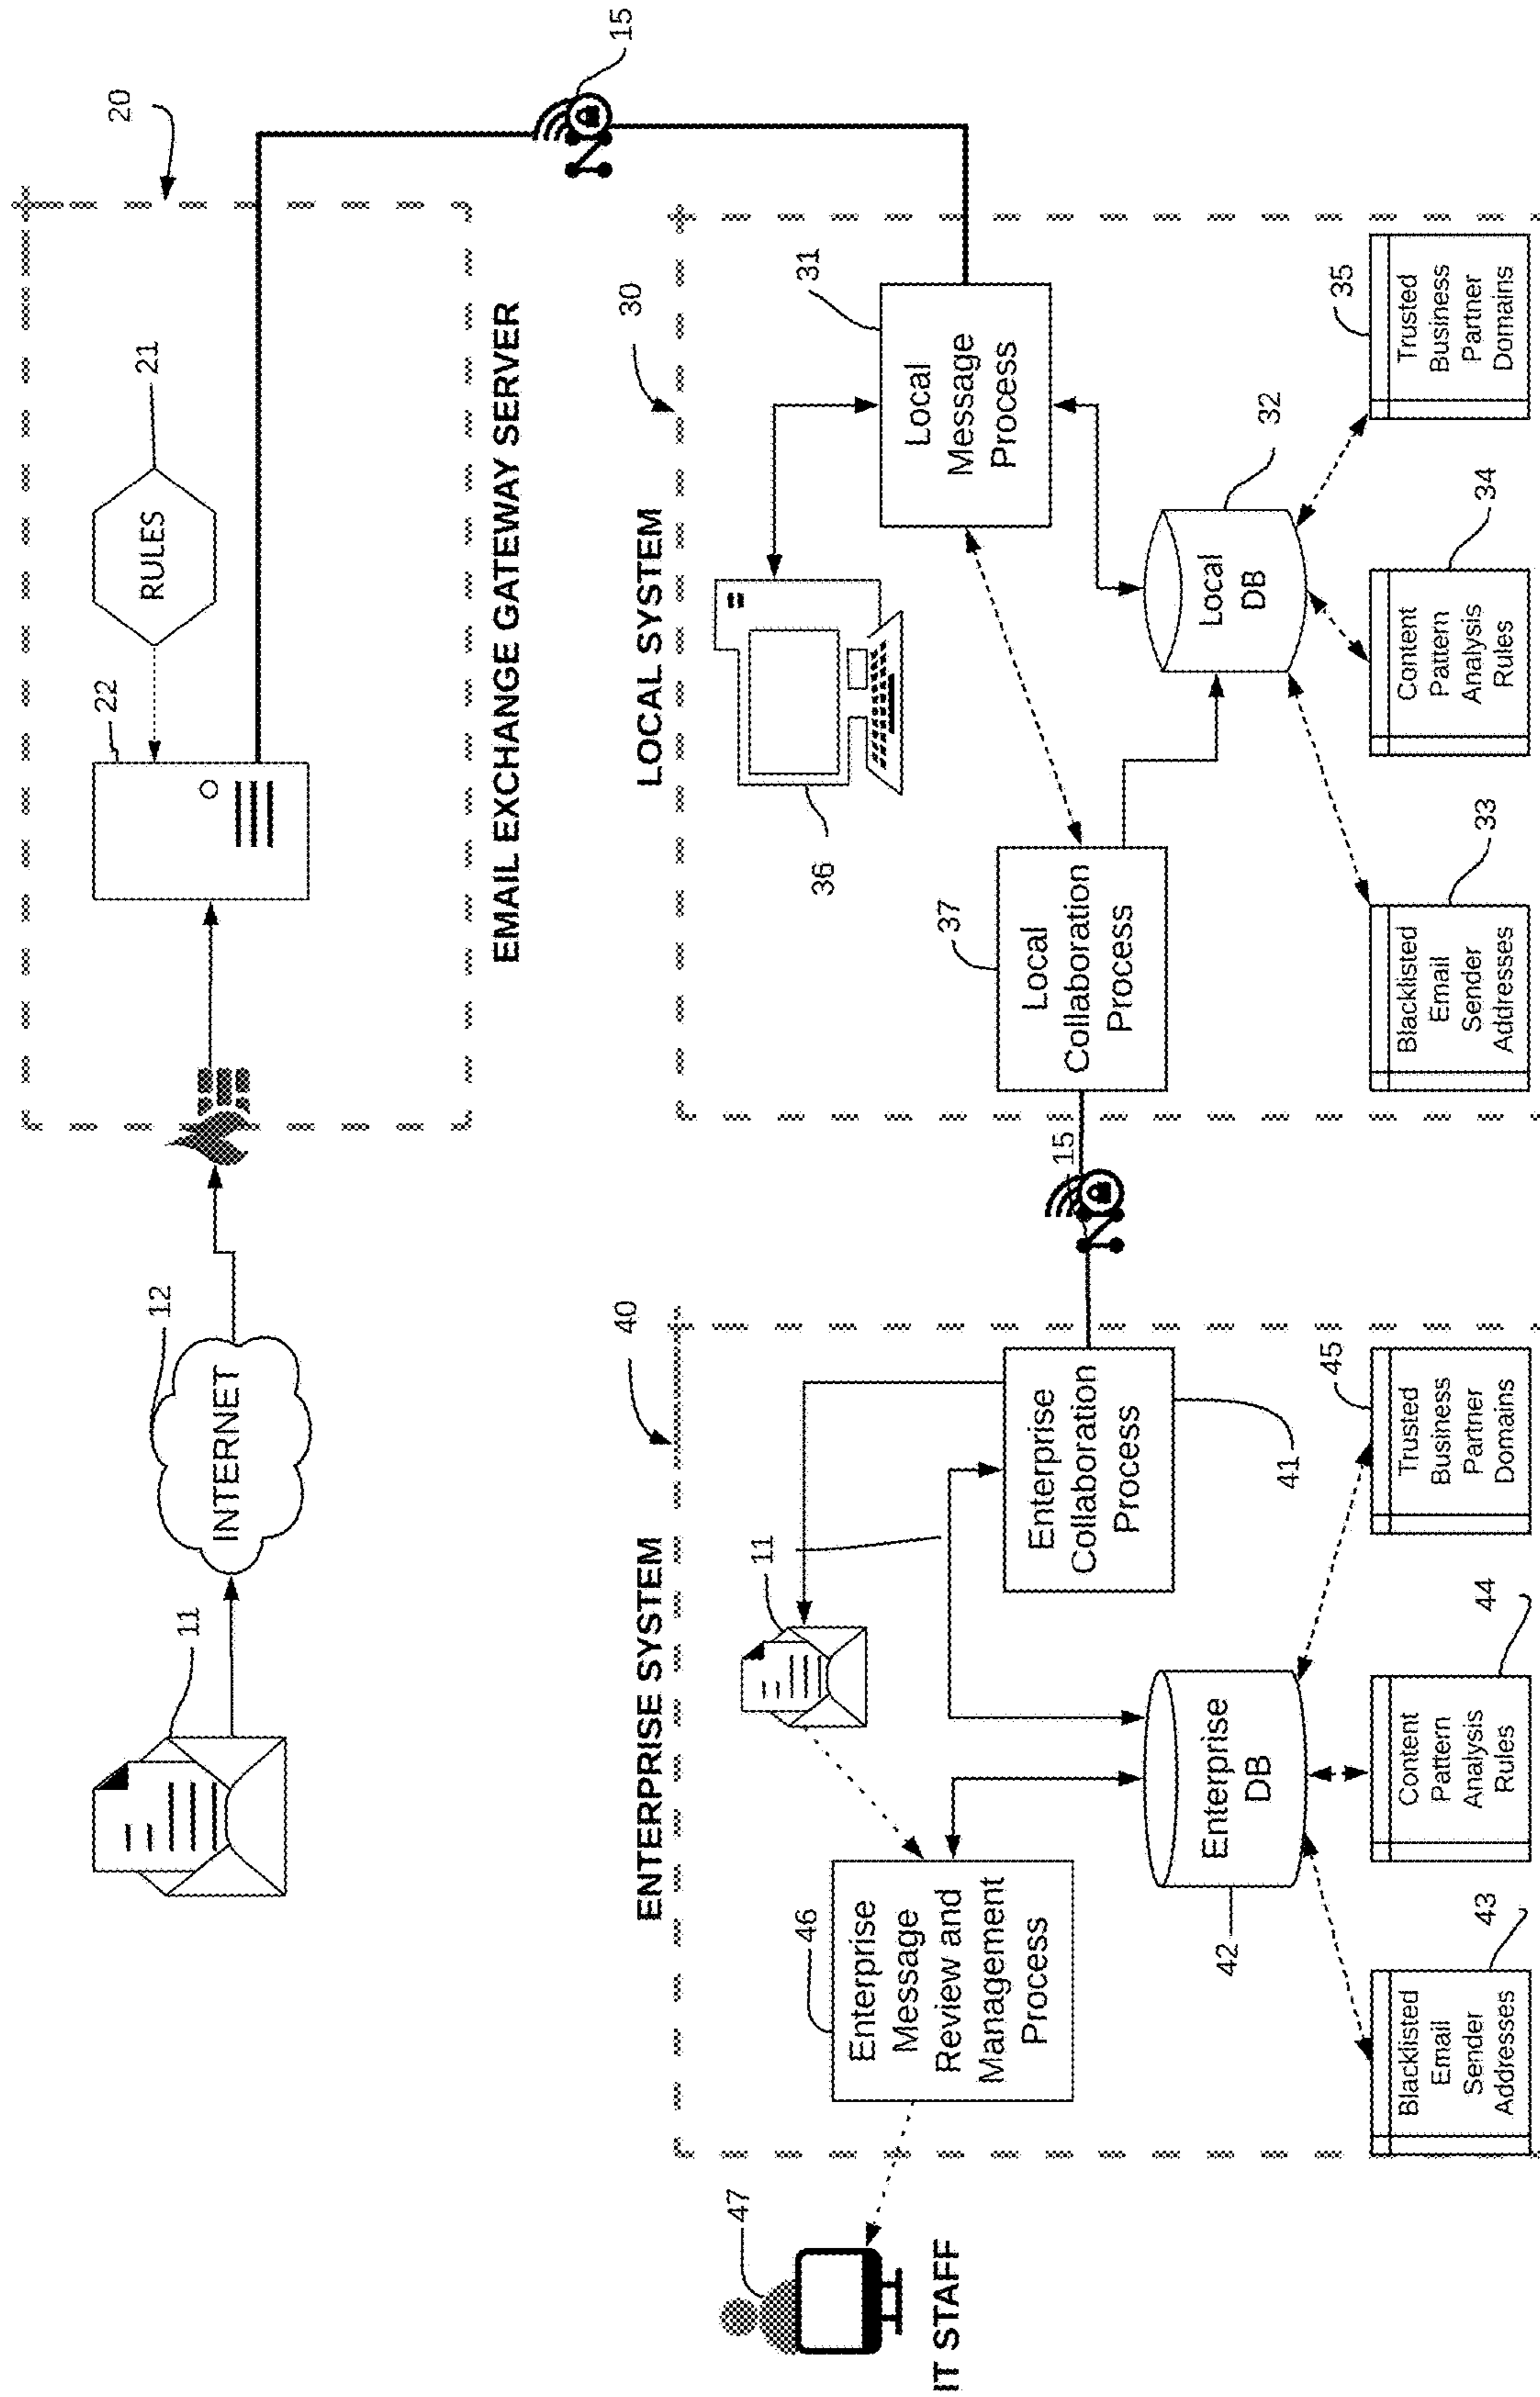 11
12
INTERNET
20
22
21
RULES
EMAIL EXCHANGE GATEWAY SERVER
15
ENTERPRISE SYSTEM
40
47
IT STAFF
46
Enterprise
Message
Review and
Management
Process
11
Enterprise
Collaboration
Process
41
42
Enterprise
DB
43
Blacklisted
Email
Sender
Addresses
44
Content
Pattern
Analysis
Rules
45
Trusted
Business
Partner
Domains
15
LOCAL SYSTEM
30
36
31
Local
Message
Process
37
Local
Collaboration
Process
32
Local
DB
33
Blacklisted
Email
Sender
Addresses
34
Content
Pattern
Analysis
Rules
35
Trusted
Business
Partner
Domains